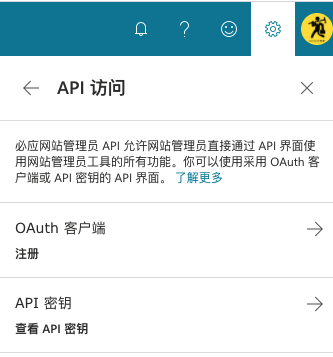 API 访问
必应网站管理员 API 允许网站管理员直接通过 API 界面使
用网站管理员工具的所有功能。你可以使用采用 OAuth 客
户端或 API 密钥的 API 界面。 了解更多
OAuth 客户端
注册
API 密钥
查看 API 密钥